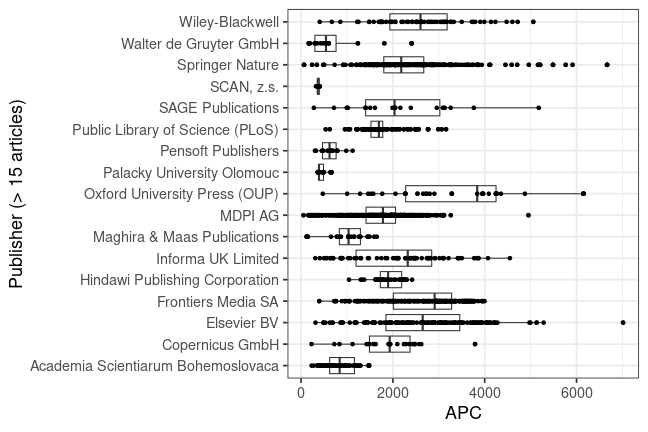 Publisher (> 15 articles)
Wiley-Blackwell
Walter de Gruyter GmbH
Springer Nature
SCAN, z.s.
SAGE Publications
Public Library of Science (PLoS)
Pensoft Publishers
Palacky University Olomouc
Oxford University Press (OUP)
MDPI AG
Maghira & Maas Publications
Informa UK Limited
Hindawi Publishing Corporation
Frontiers Media SA
Elsevier BV
Copernicus GmbH
Academia Scientiarum Bohemoslovaca
0 2000 4000 6000
APC